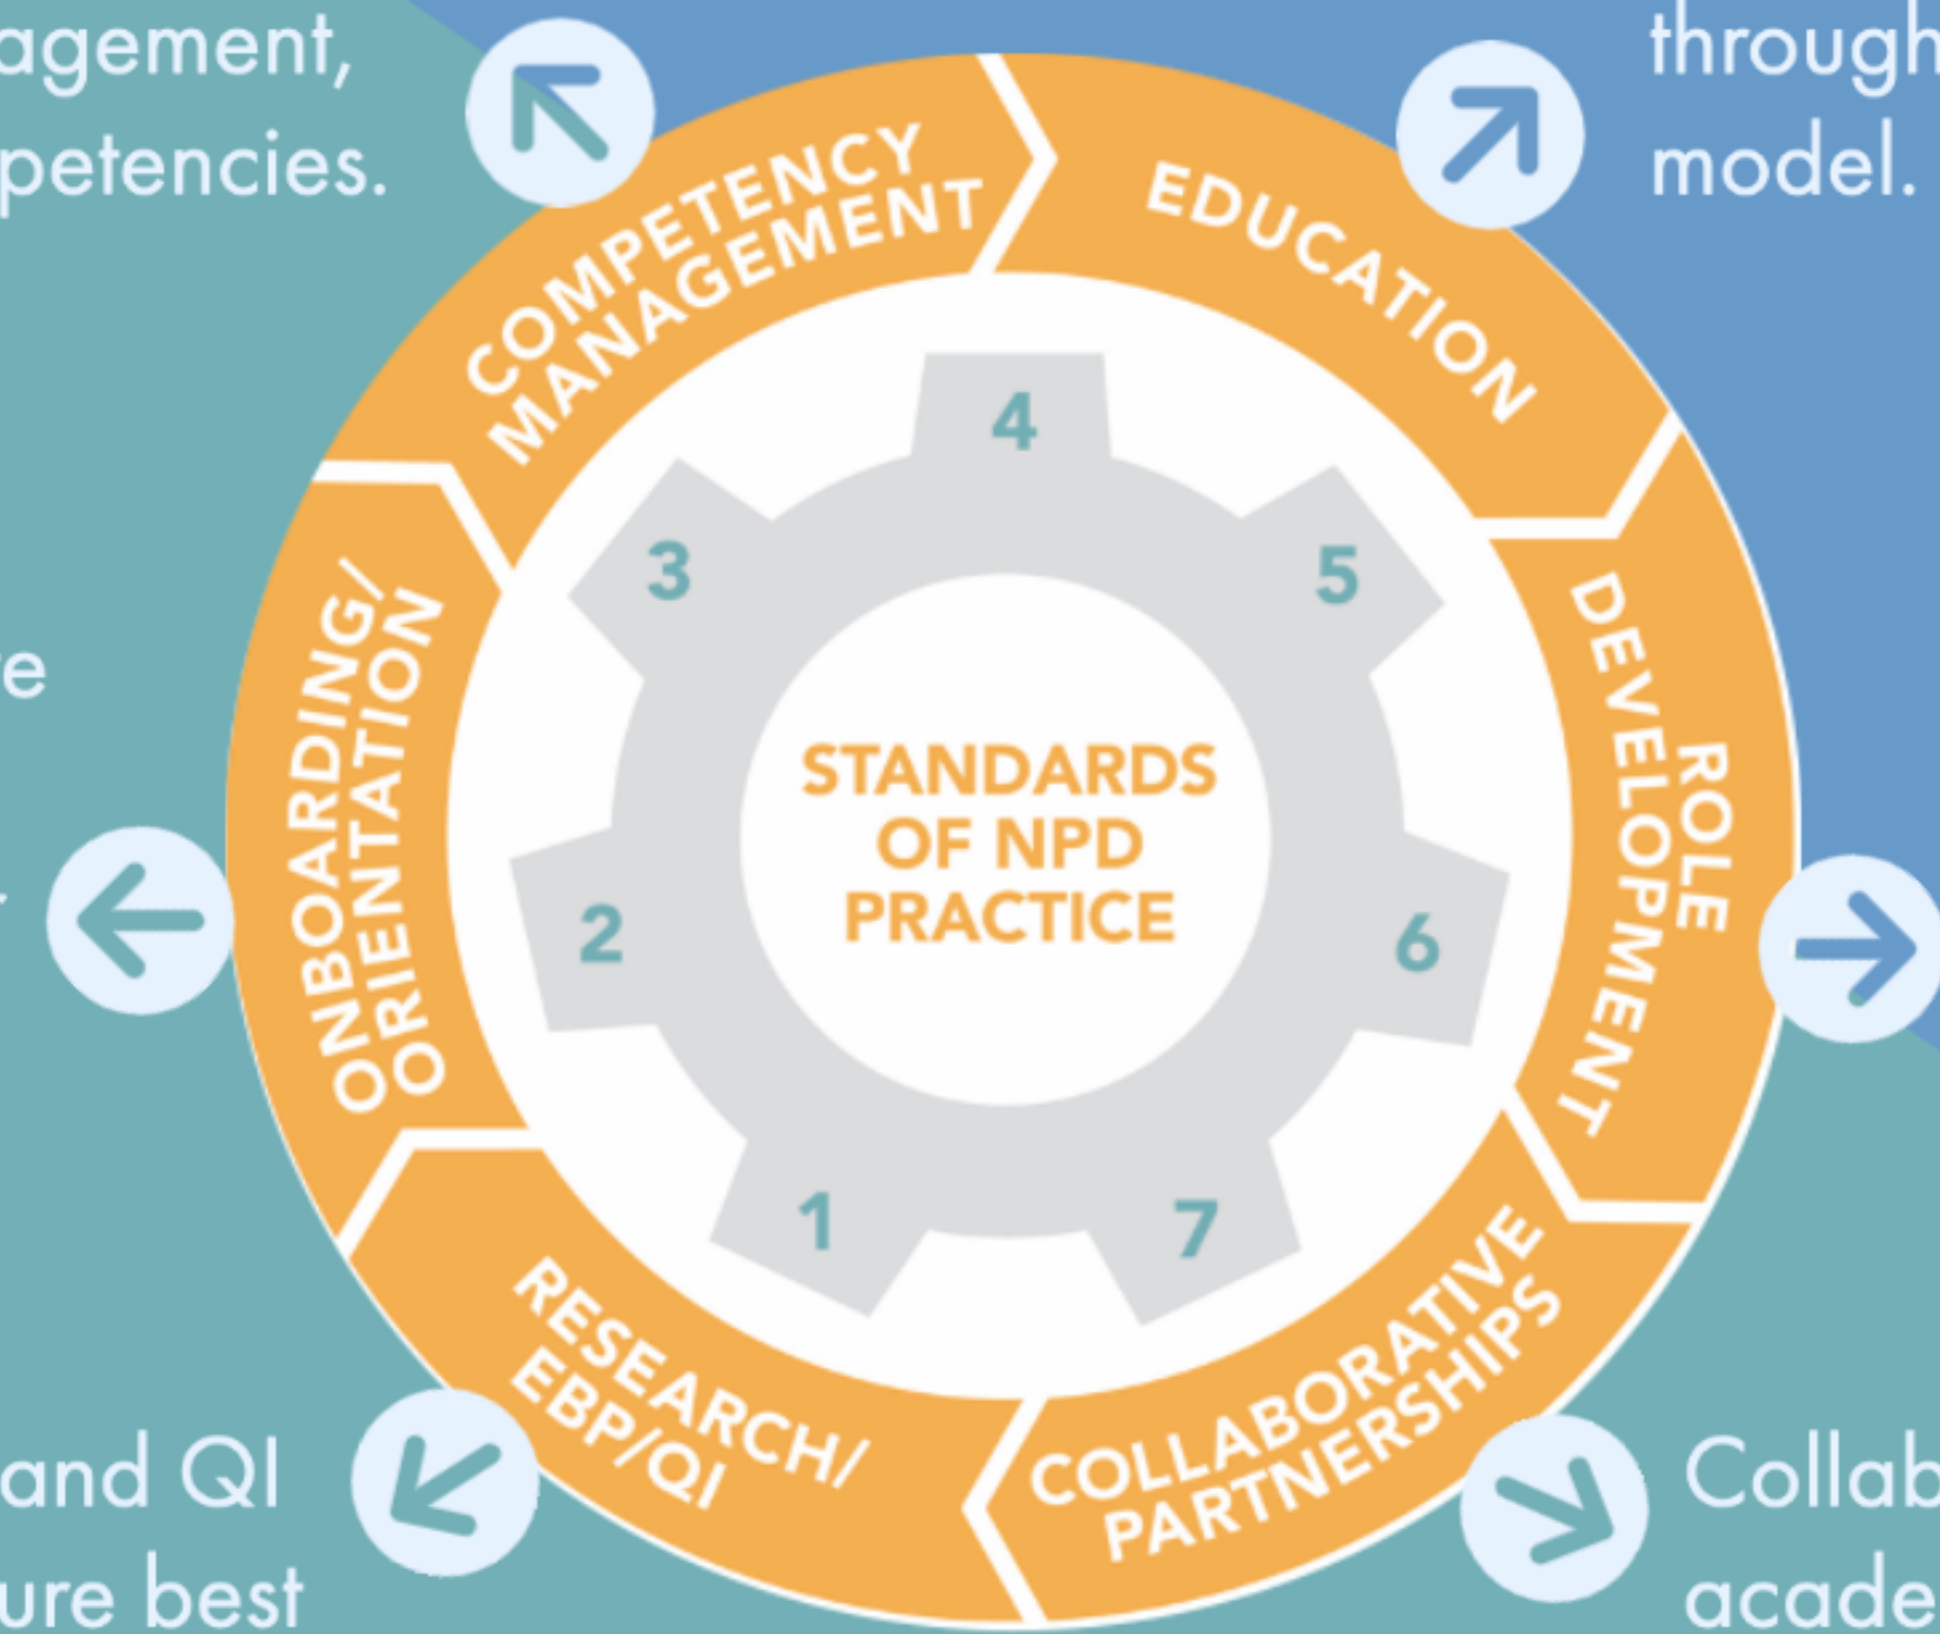 agement,
petencies.
through
model.
COMPETENCY
MANAGEMENT
EDUCATION
ONBOARDING/
ORIENTATION
ROLE
DEVELOPMENT
4
3
5
STANDARDS
OF NPD
PRACTICE
2
6
1
7
RESEARCH/
EBP/QI
COLLABORATIVE
PARTNERSHIPS
e
and QI
ure best
Collab
acade